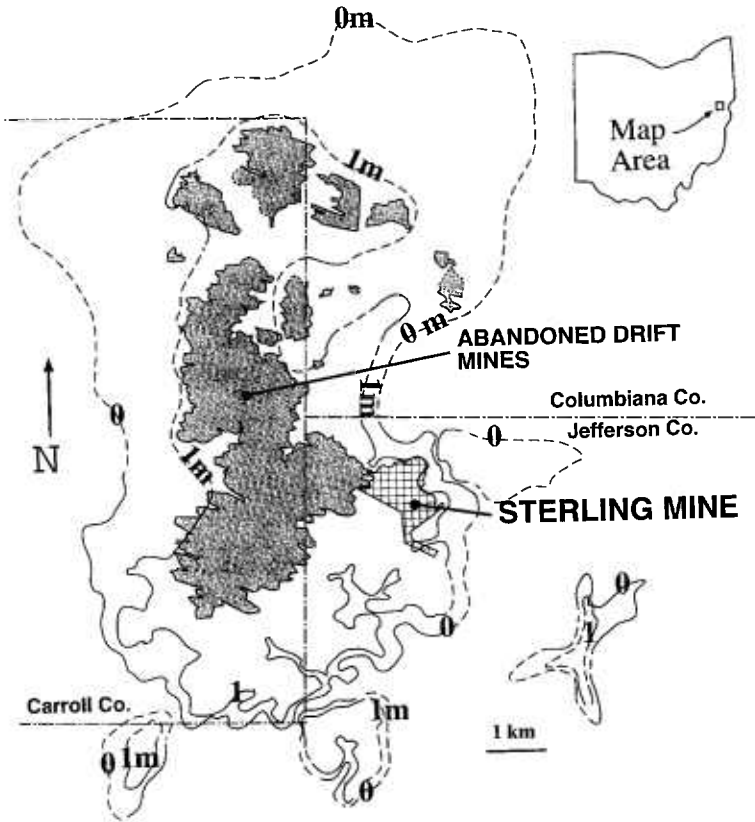 0m
Map
Area
1m
0 m
ABANDONED DRIFT
MINES
1m
Columbiana Co.
Jefferson Co.
0
0
N
1m
STERLING MINE
0
0
1
1
Carroll Co.
1m
1 km
0
1m
0